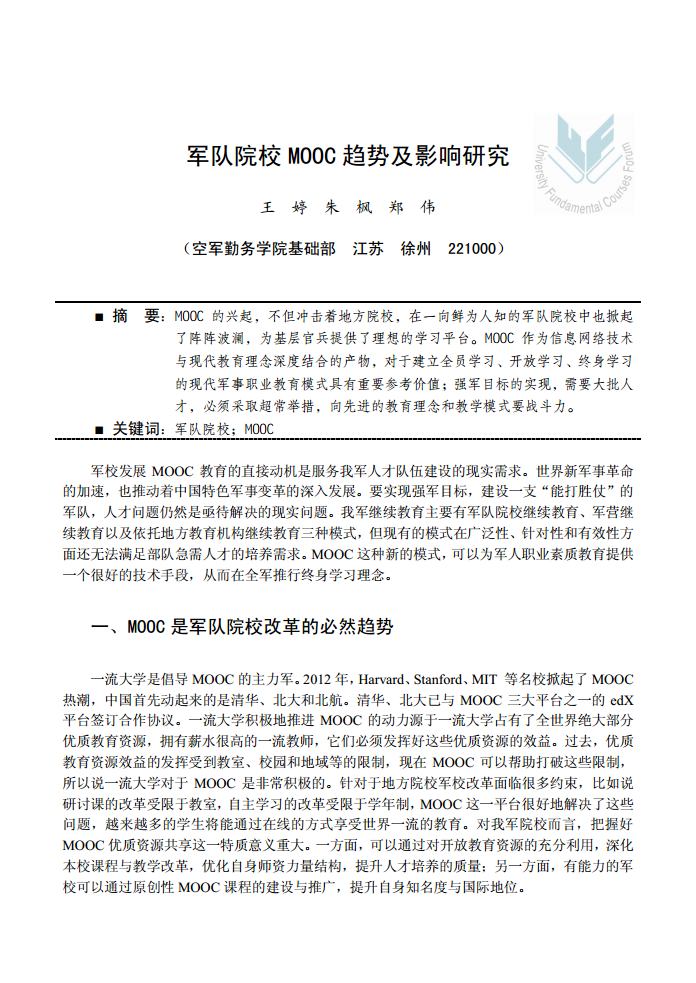 军队院校 MOOC 趋势及影响研究
University Fundamental Courses Forum
王 婷 朱 枫 郑 伟
（空军勤务学院基础部 江苏 徐州 221000）
■ 摘 要：MOOC 的兴起，不但冲击着地方院校，在一向鲜为人知的军队院校中也掀起
了阵阵波澜，为基层官兵提供了理想的学习平台。MOOC 作为信息网络技术
与现代教育理念深度结合的产物，对于建立全员学习、开放学习、终身学习
的现代军事职业教育模式具有重要参考价值；强军目标的实现，需要大批人
才，必须采取超常举措，向先进的教育理念和教学模式要战斗力。
■ 关键词：军队院校；MOOC
军校发展 MOOC 教育的直接动机是服务我军人才队伍建设的现实需求。世界新军事革命
的加速，也推动着中国特色军事变革的深入发展。要实现强军目标，建设一支“能打胜仗”的
军队，人才问题仍然是亟待解决的现实问题。我军继续教育主要有军队院校继续教育、军营继
续教育以及依托地方教育机构继续教育三种模式，但现有的模式在广泛性、针对性和有效性方
面还无法满足部队急需人才的培养需求。MOOC 这种新的模式，可以为军人职业素质教育提供
一个很好的技术手段，从而在全军推行终身学习理念。
一、MOOC 是军队院校改革的必然趋势
一流大学是倡导 MOOC 的主力军。2012 年，Harvard、Stanford、MIT 等名校掀起了 MOOC
热潮，中国首先动起来的是清华、北大和北航。清华、北大已与 MOOC 三大平台之一的 edX
平台签订合作协议。一流大学积极地推进 MOOC 的动力源于一流大学占有了全世界绝大部分
优质教育资源，拥有薪水很高的一流教师，它们必须发挥好这些优质资源的效益。过去，优质
教育资源效益的发挥受到教室、校园和地域等的限制，现在 MOOC 可以帮助打破这些限制，
所以说一流大学对于 MOOC 是非常积极的。针对于地方院校军校改革面临很多约束，比如说
研讨课的改革受限于教室，自主学习的改革受限于学年制，MOOC 这一平台很好地解决了这些
问题，越来越多的学生将能通过在线的方式享受世界一流的教育。对我军院校而言，把握好
MOOC 优质资源共享这一特质意义重大。一方面，可以通过对开放教育资源的充分利用，深化
本校课程与教学改革，优化自身师资力量结构，提升人才培养的质量；另一方面，有能力的军
校可以通过原创性 MOOC 课程的建设与推广，提升自身知名度与国际地位。